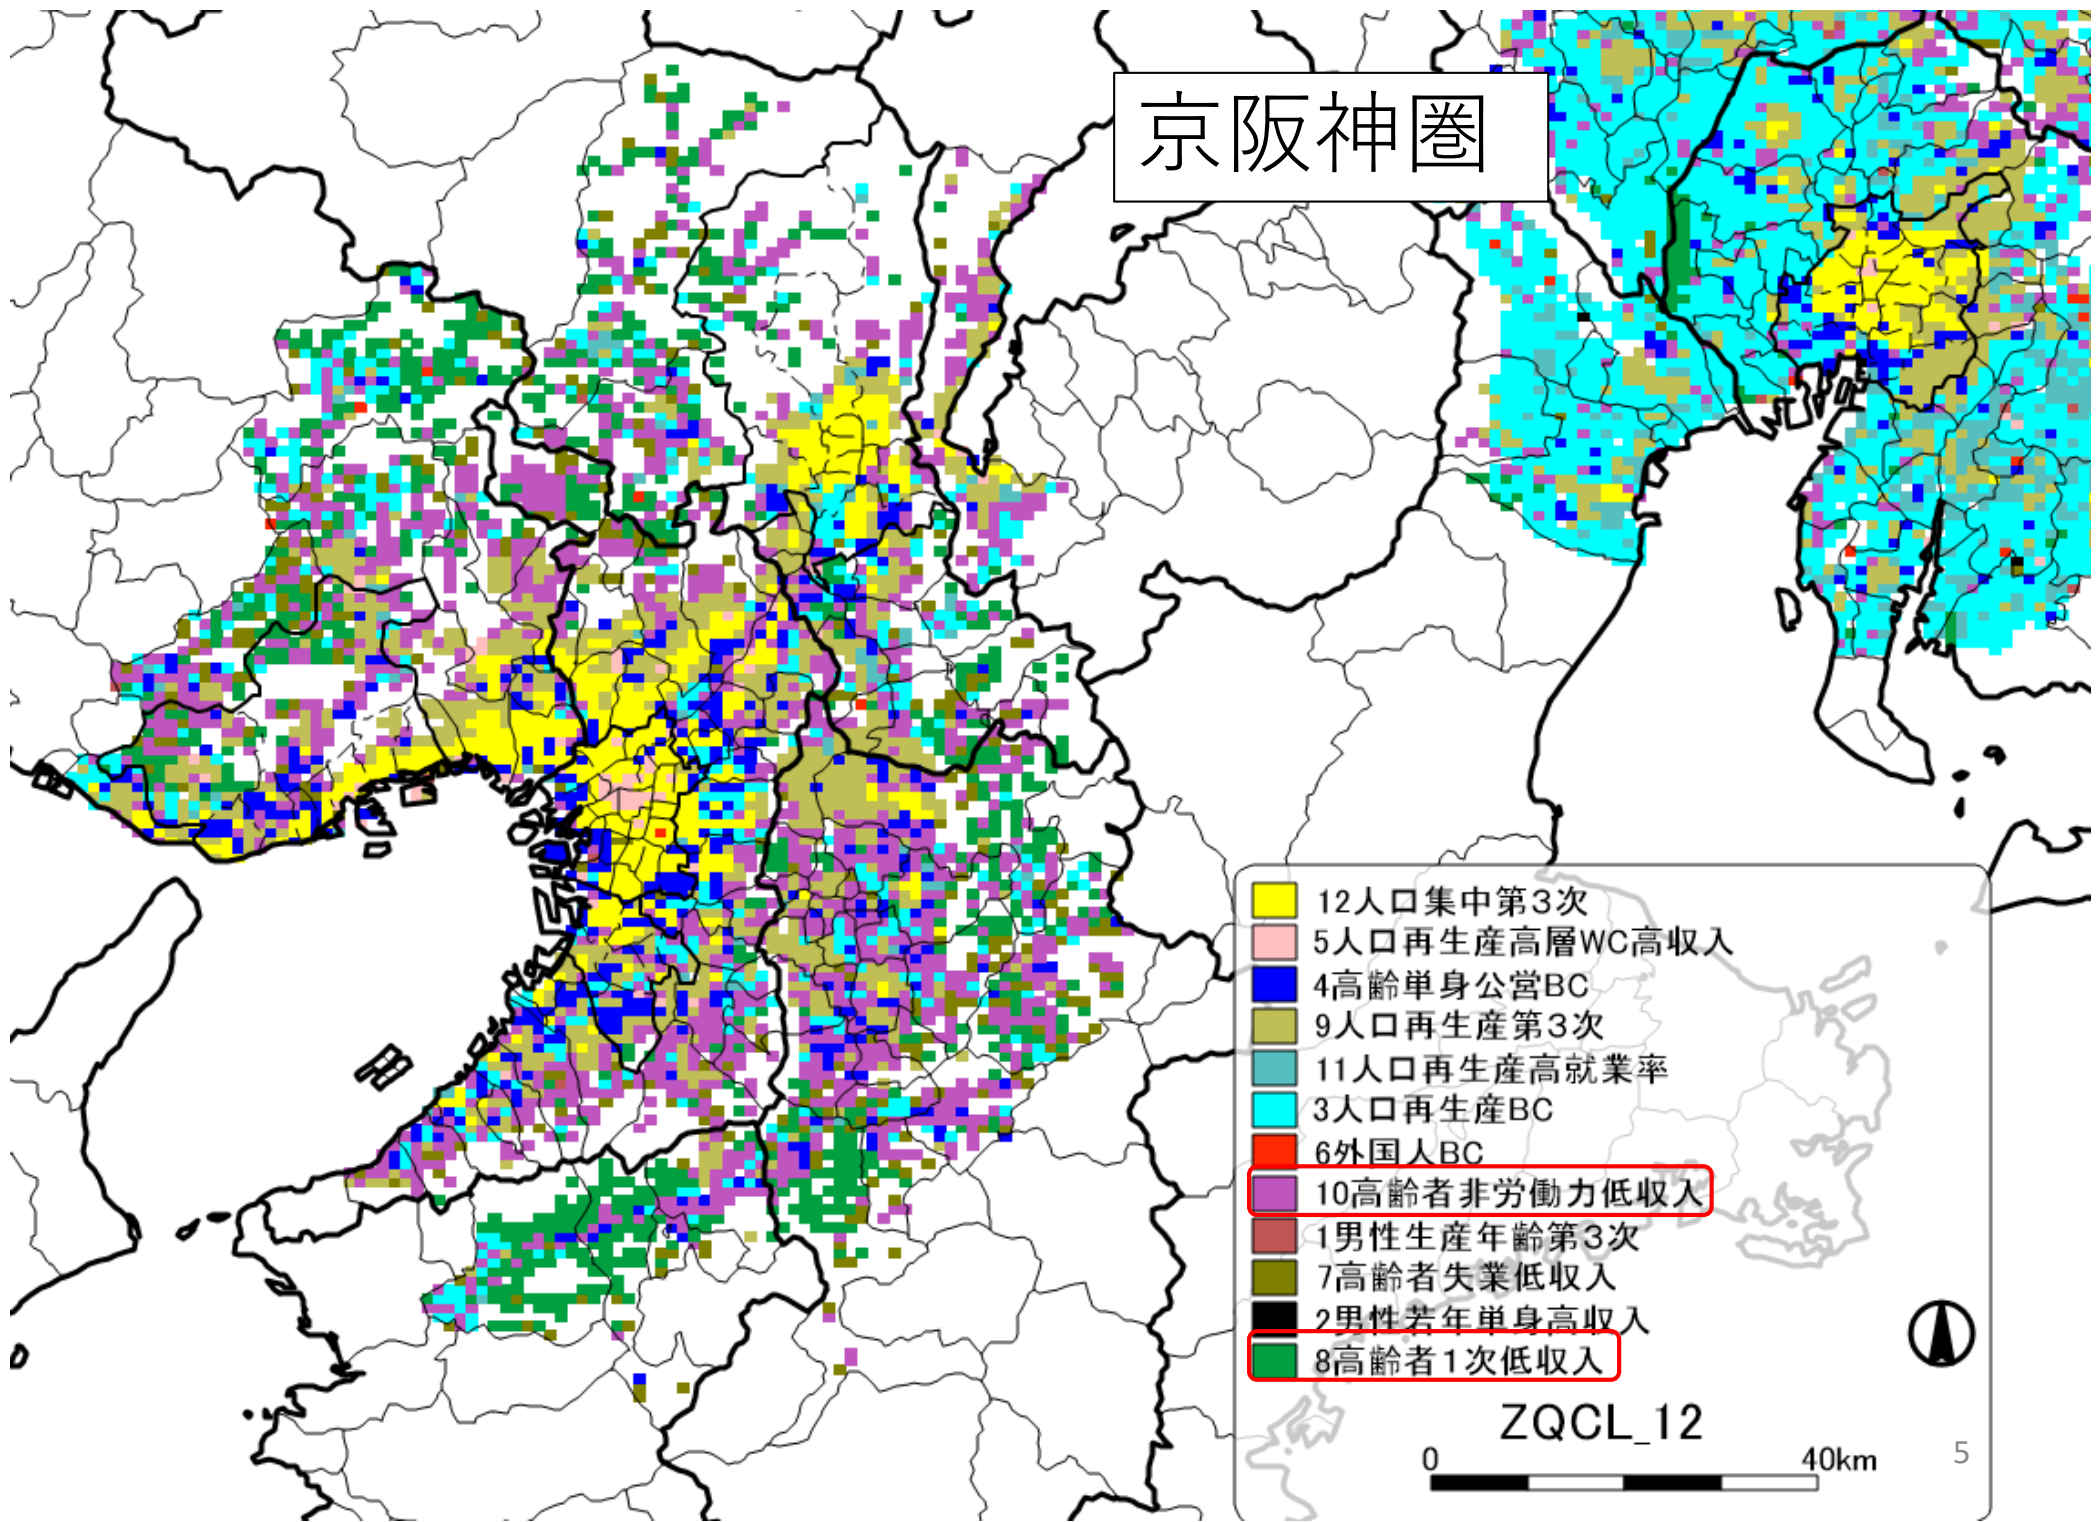 京阪神圏
12人口集中第3次
5人口再生産高層WC高収入
4高齢単身公営BC
9人口再生産第3次
11人口再生産高就業率
3人口再生産BC
6外国人BC
10高齢者非労働力低収入
1男性生産年齢第3次
7高齢者失業低収入
2男性若年単身高収入
8高齢者1次低収入
ZQCL_12
0 40km
5